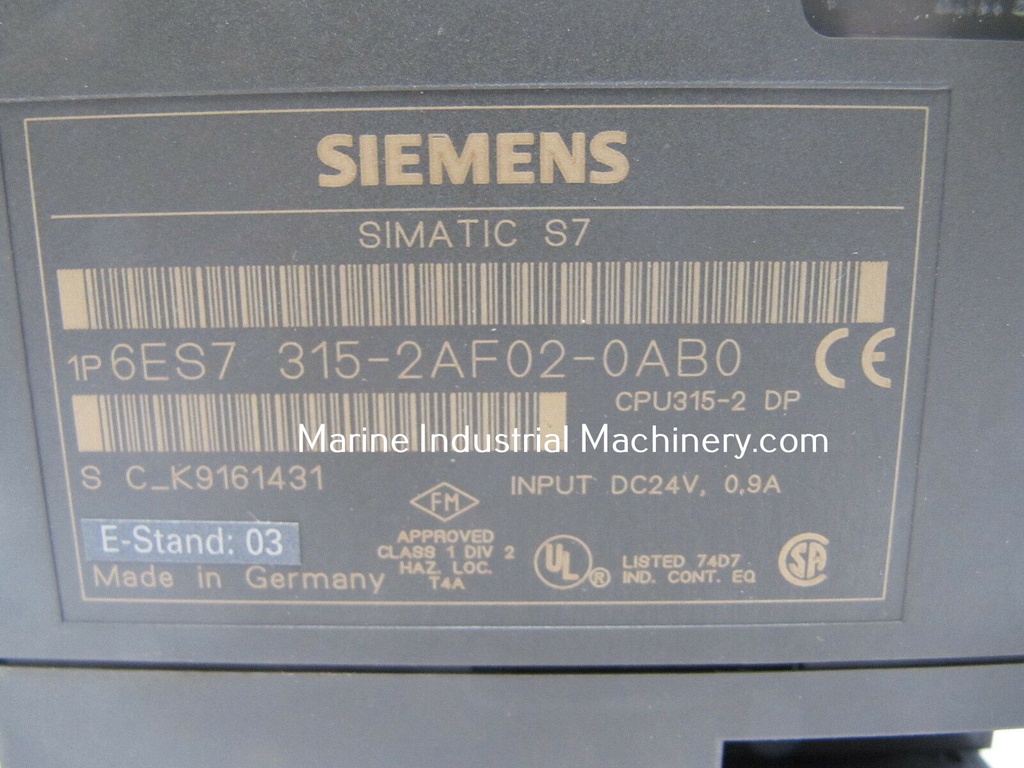 SIEMENS
SIMATIC S7
1P 6ES7 315-2AF02-0AB0 CE
CPU315-2 DP
Marine Industrial Machinery.com
S C_K9161431
INPUT DC24V, 0,9A
FM
APPROVED
CLASS 1 DIV 2
HAZ. LOC.
T4A
E-Stand: 03
UL ®
LISTED 74D7
IND. CONT. EQ
SA
Made in Germany